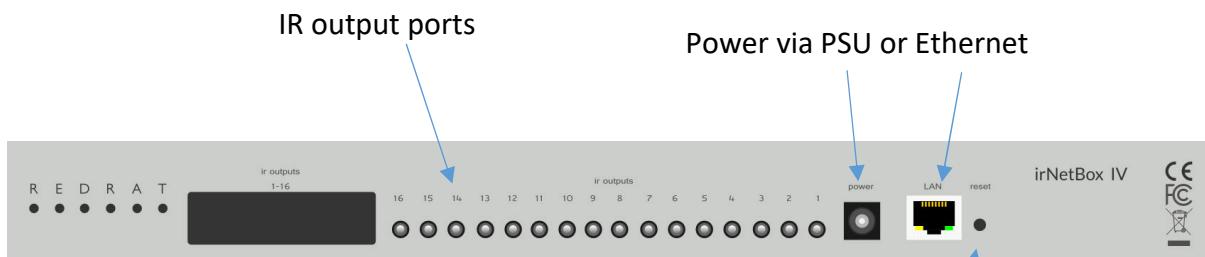 IR output ports
Power via PSU or Ethernet
R E D R A T
ir outputs
1-16
ir outputs
16 15 14 13 12 11 10 9 8 7 6 5 4 3 2 1
power
LAN
reset
irNetBox IV
CE
FC